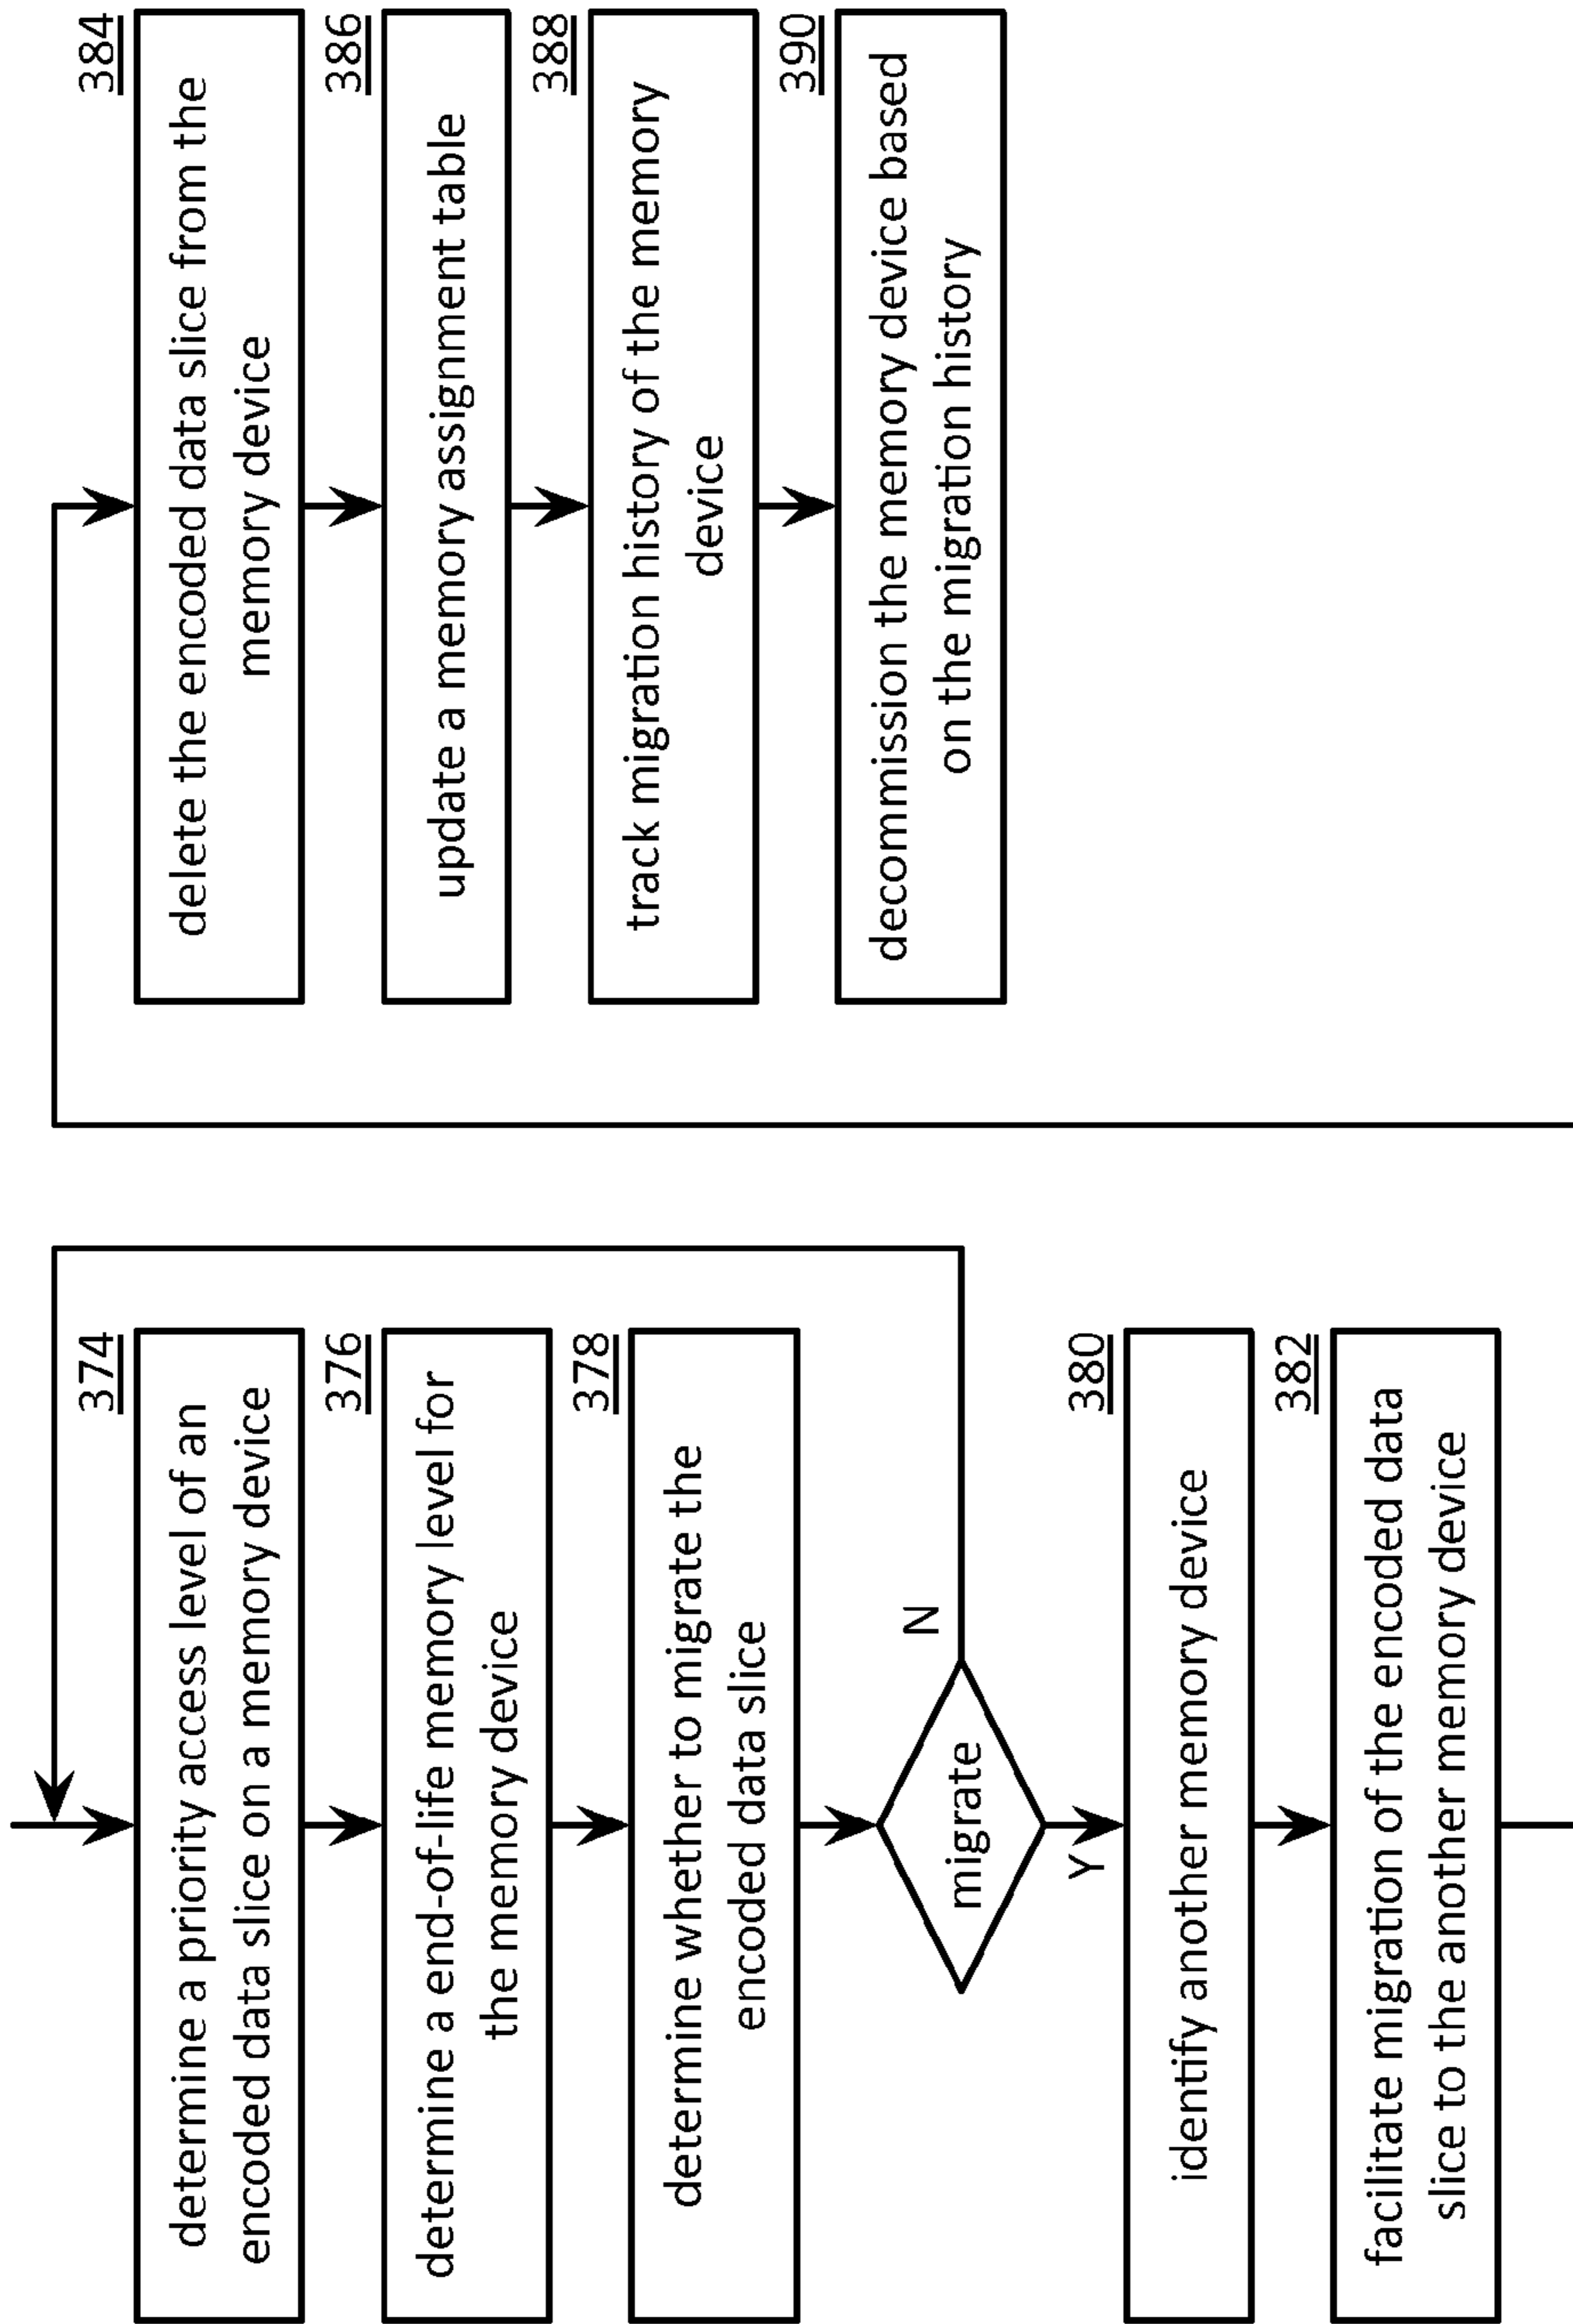 374
determine a priority access level of an
encoded data slice on a memory device
376
determine a end-of-life memory level for
the memory device
378
determine whether to migrate the
encoded data slice
migrate
N
Y
380
identify another memory device
382
facilitate migration of the encoded data
slice to the another memory device
384
delete the encoded data slice from the
memory device
386
update a memory assignment table
388
track migration history of the memory
device
390
decommission the memory device based
on the migration history